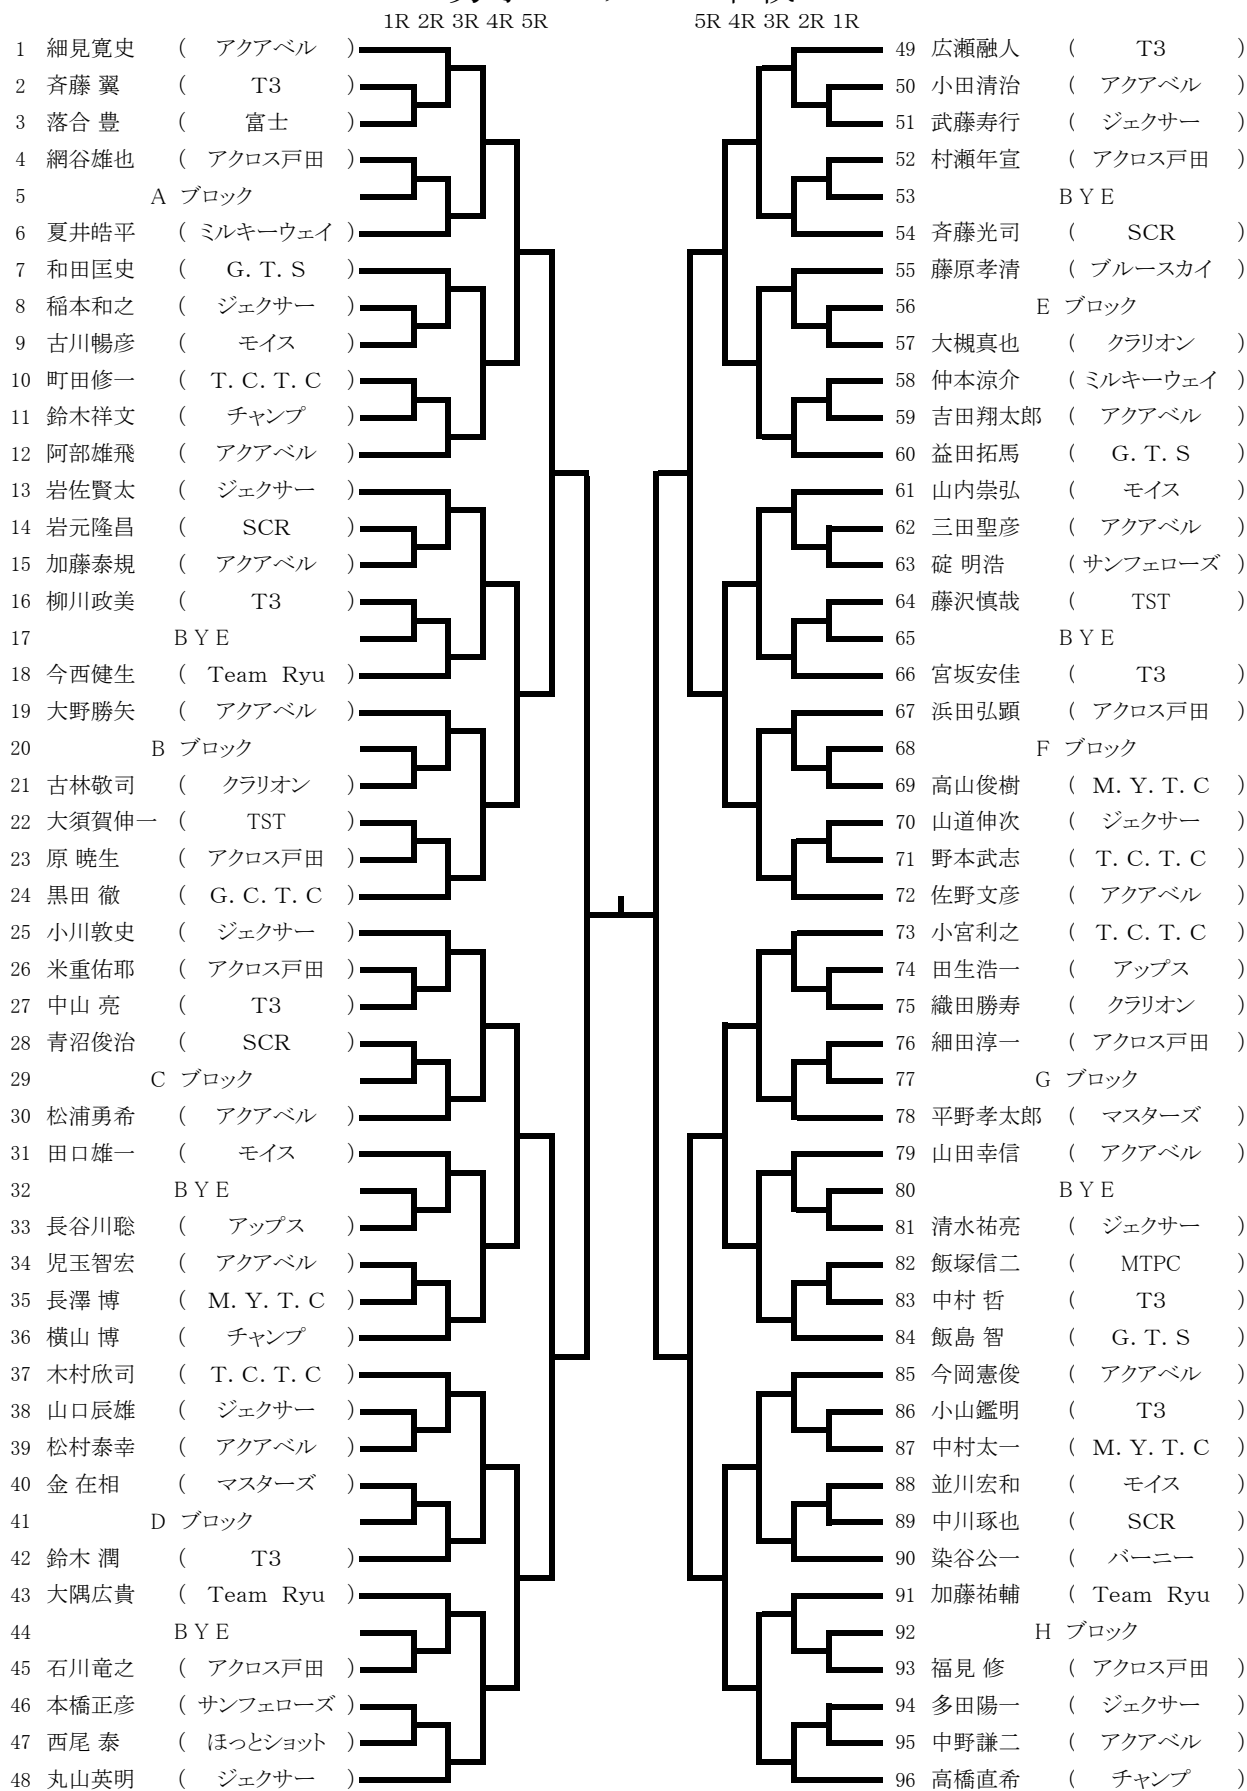 1R 2R 3R 4R 5R
1 細見寛史 ( アクアベル )
2 斉藤 翼 ( T3 )
3 落合 豊 ( 富士 )
4 網谷雄也 ( アクロス戸田 )
5 A ブロック
6 夏井皓平 ( ミルキーウェイ )
7 和田匡史 ( G. T. S )
8 稲本和之 ( ジェクサー )
9 古川暢彦 ( モイス )
10 町田修一 ( T. C. T. C )
11 鈴木祥文 ( チャンプ )
12 阿部雄飛 ( アクアベル )
13 岩佐賢太 ( ジェクサー )
14 岩元隆昌 ( SCR )
15 加藤泰規 ( アクアベル )
16 柳川政美 ( T3 )
17 B Y E
18 今西健生 ( Team Ryu )
19 大野勝矢 ( アクアベル )
20 B ブロック
21 古林敬司 ( クラリオン )
22 大須賀伸一 ( TST )
23 原 暁生 ( アクロス戸田 )
24 黒田 徹 ( G. C. T. C )
25 小川敦史 ( ジェクサー )
26 米重佑耶 ( アクロス戸田 )
27 中山 亮 ( T3 )
28 青沼俊治 ( SCR )
29 C ブロック
30 松浦勇希 ( アクアベル )
31 田口雄一 ( モイス )
32 B Y E
33 長谷川聡 ( アップス )
34 児玉智宏 ( アクアベル )
35 長澤 博 ( M. Y. T. C )
36 横山 博 ( チャンプ )
37 木村欣司 ( T. C. T. C )
38 山口辰雄 ( ジェクサー )
39 松村泰幸 ( アクアベル )
40 金 在相 ( マスターズ )
41 D ブロック
42 鈴木 潤 ( T3 )
43 大隅広貴 ( Team Ryu )
44 B Y E
45 石川竜之 ( アクロス戸田 )
46 本橋正彦 ( サンフェローズ )
47 西尾 泰 ( ほっとショット )
48 丸山英明 ( ジェクサー )
5R 4R 3R 2R 1R
49 広瀬融人 ( T3 )
50 小田清治 ( アクアベル )
51 武藤寿行 ( ジェクサー )
52 村瀬年宣 ( アクロス戸田 )
53 B Y E
54 斉藤光司 ( SCR )
55 藤原孝清 ( ブルースカイ )
56 E ブロック
57 大槻真也 ( クラリオン )
58 仲本涼介 ( ミルキーウェイ )
59 吉田翔太郎 ( アクアベル )
60 益田拓馬 ( G. T. S )
61 山内崇弘 ( モイス )
62 三田聖彦 ( アクアベル )
63 碇 明浩 ( サンフェローズ )
64 藤沢慎哉 ( TST )
65 B Y E
66 宮坂安佳 ( T3 )
67 浜田弘顕 ( アクロス戸田 )
68 F ブロック
69 高山俊樹 ( M. Y. T. C )
70 山道伸次 ( ジェクサー )
71 野本武志 ( T. C. T. C )
72 佐野文彦 ( アクアベル )
73 小宮利之 ( T. C. T. C )
74 田生浩一 ( アップス )
75 織田勝寿 ( クラリオン )
76 細田淳一 ( アクロス戸田 )
77 G ブロック
78 平野孝太郎 ( マスターズ )
79 山田幸信 ( アクアベル )
80 B Y E
81 清水祐亮 ( ジェクサー )
82 飯塚信二 ( MTPC )
83 中村 哲 ( T3 )
84 飯島 智 ( G. T. S )
85 今岡憲俊 ( アクアベル )
86 小山鑑明 ( T3 )
87 中村太一 ( M. Y. T. C )
88 並川宏和 ( モイス )
89 中川琢也 ( SCR )
90 染谷公一 ( バーニー )
91 加藤祐輔 ( Team Ryu )
92 H ブロック
93 福見 修 ( アクロス戸田 )
94 多田陽一 ( ジェクサー )
95 中野謙二 ( アクアベル )
96 高橋直希 ( チャンプ )